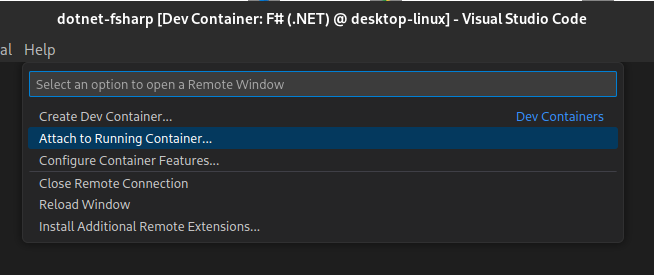 dotnet-fsharp [Dev Container: F# (.NET) @ desktop-linux] - Visual Studio Code
al Help
Select an option to open a Remote Window
Create Dev Container... Dev Containers
Attach to Running Container...
Configure Container Features...
Close Remote Connection
Reload Window
Install Additional Remote Extensions...